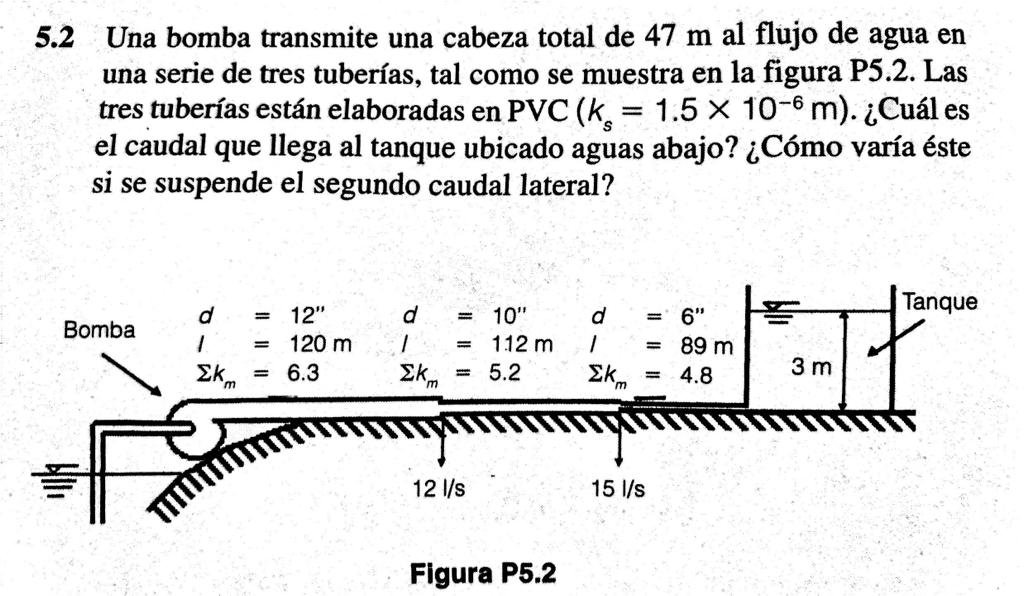 5.2 Una bomba transmite una cabeza total de 47 m al flujo de agua en
una serie de tres tuberías, tal como se muestra en la figura P5.2. Las
tres tuberías están elaboradas en PVC (kₛ = 1.5 × 10⁻⁶ m). ¿Cuál es
el caudal que llega al tanque ubicado aguas abajo? ¿Cómo varía éste
si se suspende el segundo caudal lateral?
Bomba
d = 12"
l = 120 m
Σkₘ = 6.3
d = 10"
l = 112 m
Σkₘ = 5.2
d = 6"
l = 89 m
Σkₘ = 4.8
Tanque
3 m
12 l/s
15 l/s
Figura P5.2